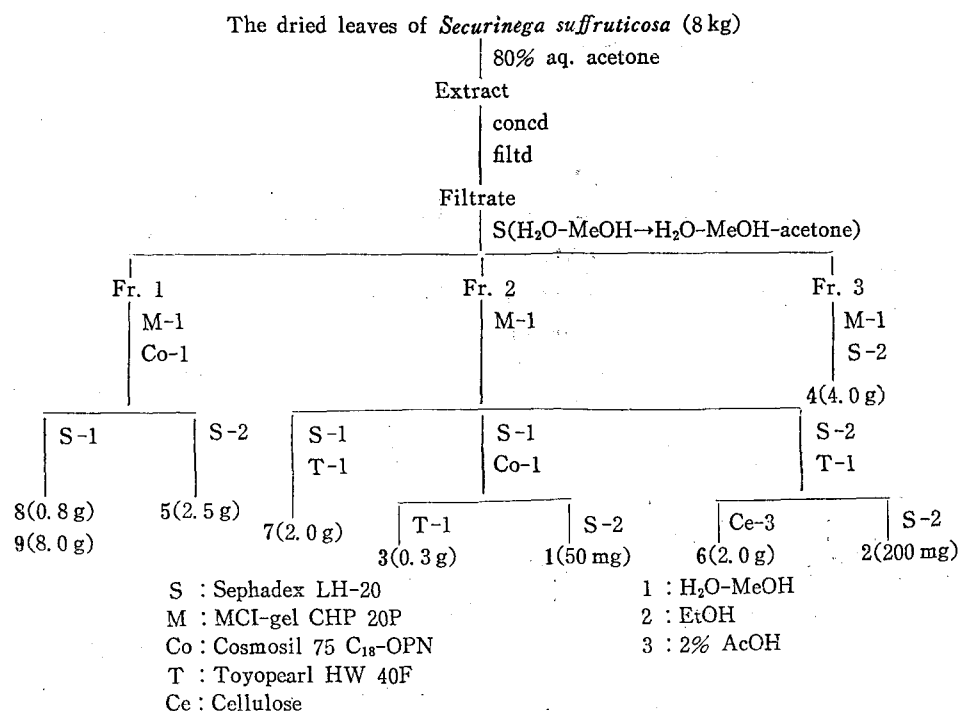 The dried leaves of Securinega suffruticosa (8 kg)
80% aq. acetone
Extract
concd
filtd
Filtrate
S(H₂O-MeOH→H₂O-MeOH-acetone)
Fr. 1 Fr. 2 Fr. 3
M-1 M-1 M-1
Co-1 S-2
4(4.0 g)
S-1 S-2 S-1 S-1 S-2
T-1 Co-1 T-1
8(0.8 g) 5(2.5 g) 7(2.0 g) T-1 S-2 Ce-3 S-2
9(8.0 g) 3(0.3 g) 1(50 mg) 6(2.0 g) 2(200 mg)
S : Sephadex LH-20 1 : H₂O-MeOH
M : MCI-gel CHP 20P 2 : EtOH
Co : Cosmosil 75 C₁₈-OPN 3 : 2% AcOH
T : Toyopearl HW 40F
Ce : Cellulose